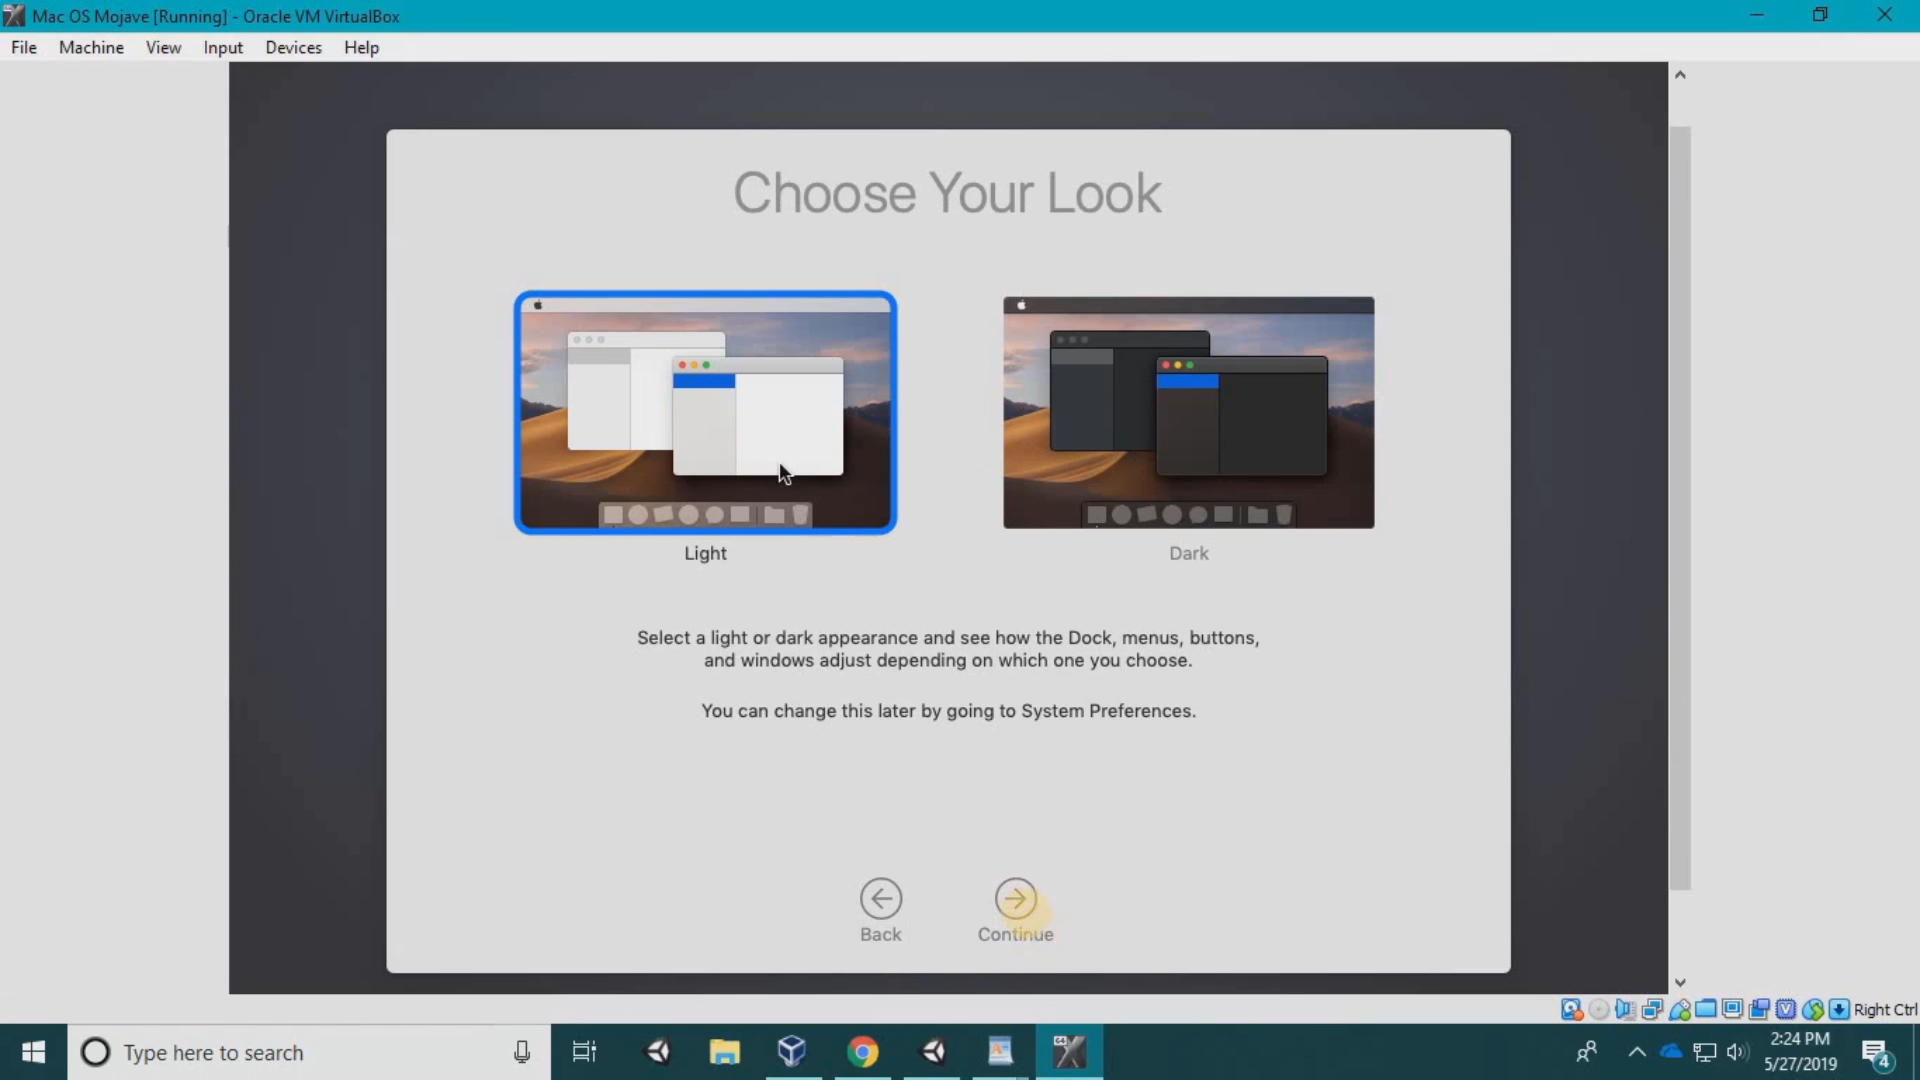 Mac OS Mojave [Running] - Oracle VM VirtualBox
File Machine View Input Devices Help
Choose Your Look
Light
Dark
Select a light or dark appearance and see how the Dock, menus, buttons,
and windows adjust depending on which one you choose.
You can change this later by going to System Preferences.
Back
Continue
Right Ctrl
Type here to search
64
2:24 PM
5/27/2019
4